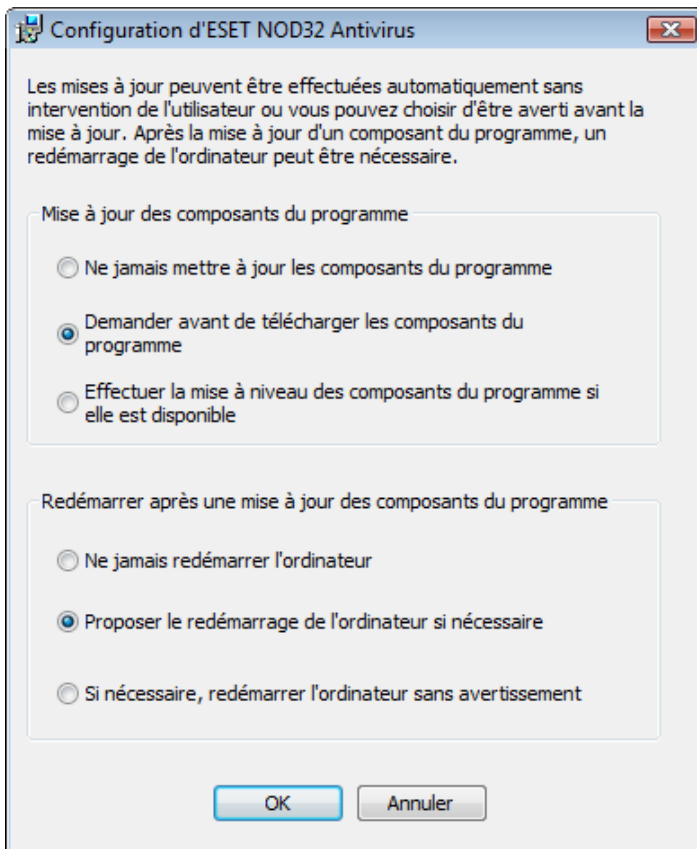 Configuration d'ESET NOD32 Antivirus
Les mises à jour peuvent être effectuées automatiquement sans
intervention de l'utilisateur ou vous pouvez choisir d'être averti avant la
mise à jour. Après la mise à jour d'un composant du programme, un
redémarrage de l'ordinateur peut être nécessaire.
Mise à jour des composants du programme
Ne jamais mettre à jour les composants du programme
Demander avant de télécharger les composants du
programme
Effectuer la mise à niveau des composants du programme si
elle est disponible
Redémarrer après une mise à jour des composants du programme
Ne jamais redémarrer l'ordinateur
Proposer le redémarrage de l'ordinateur si nécessaire
Si nécessaire, redémarrer l'ordinateur sans avertissement
OK
Annuler